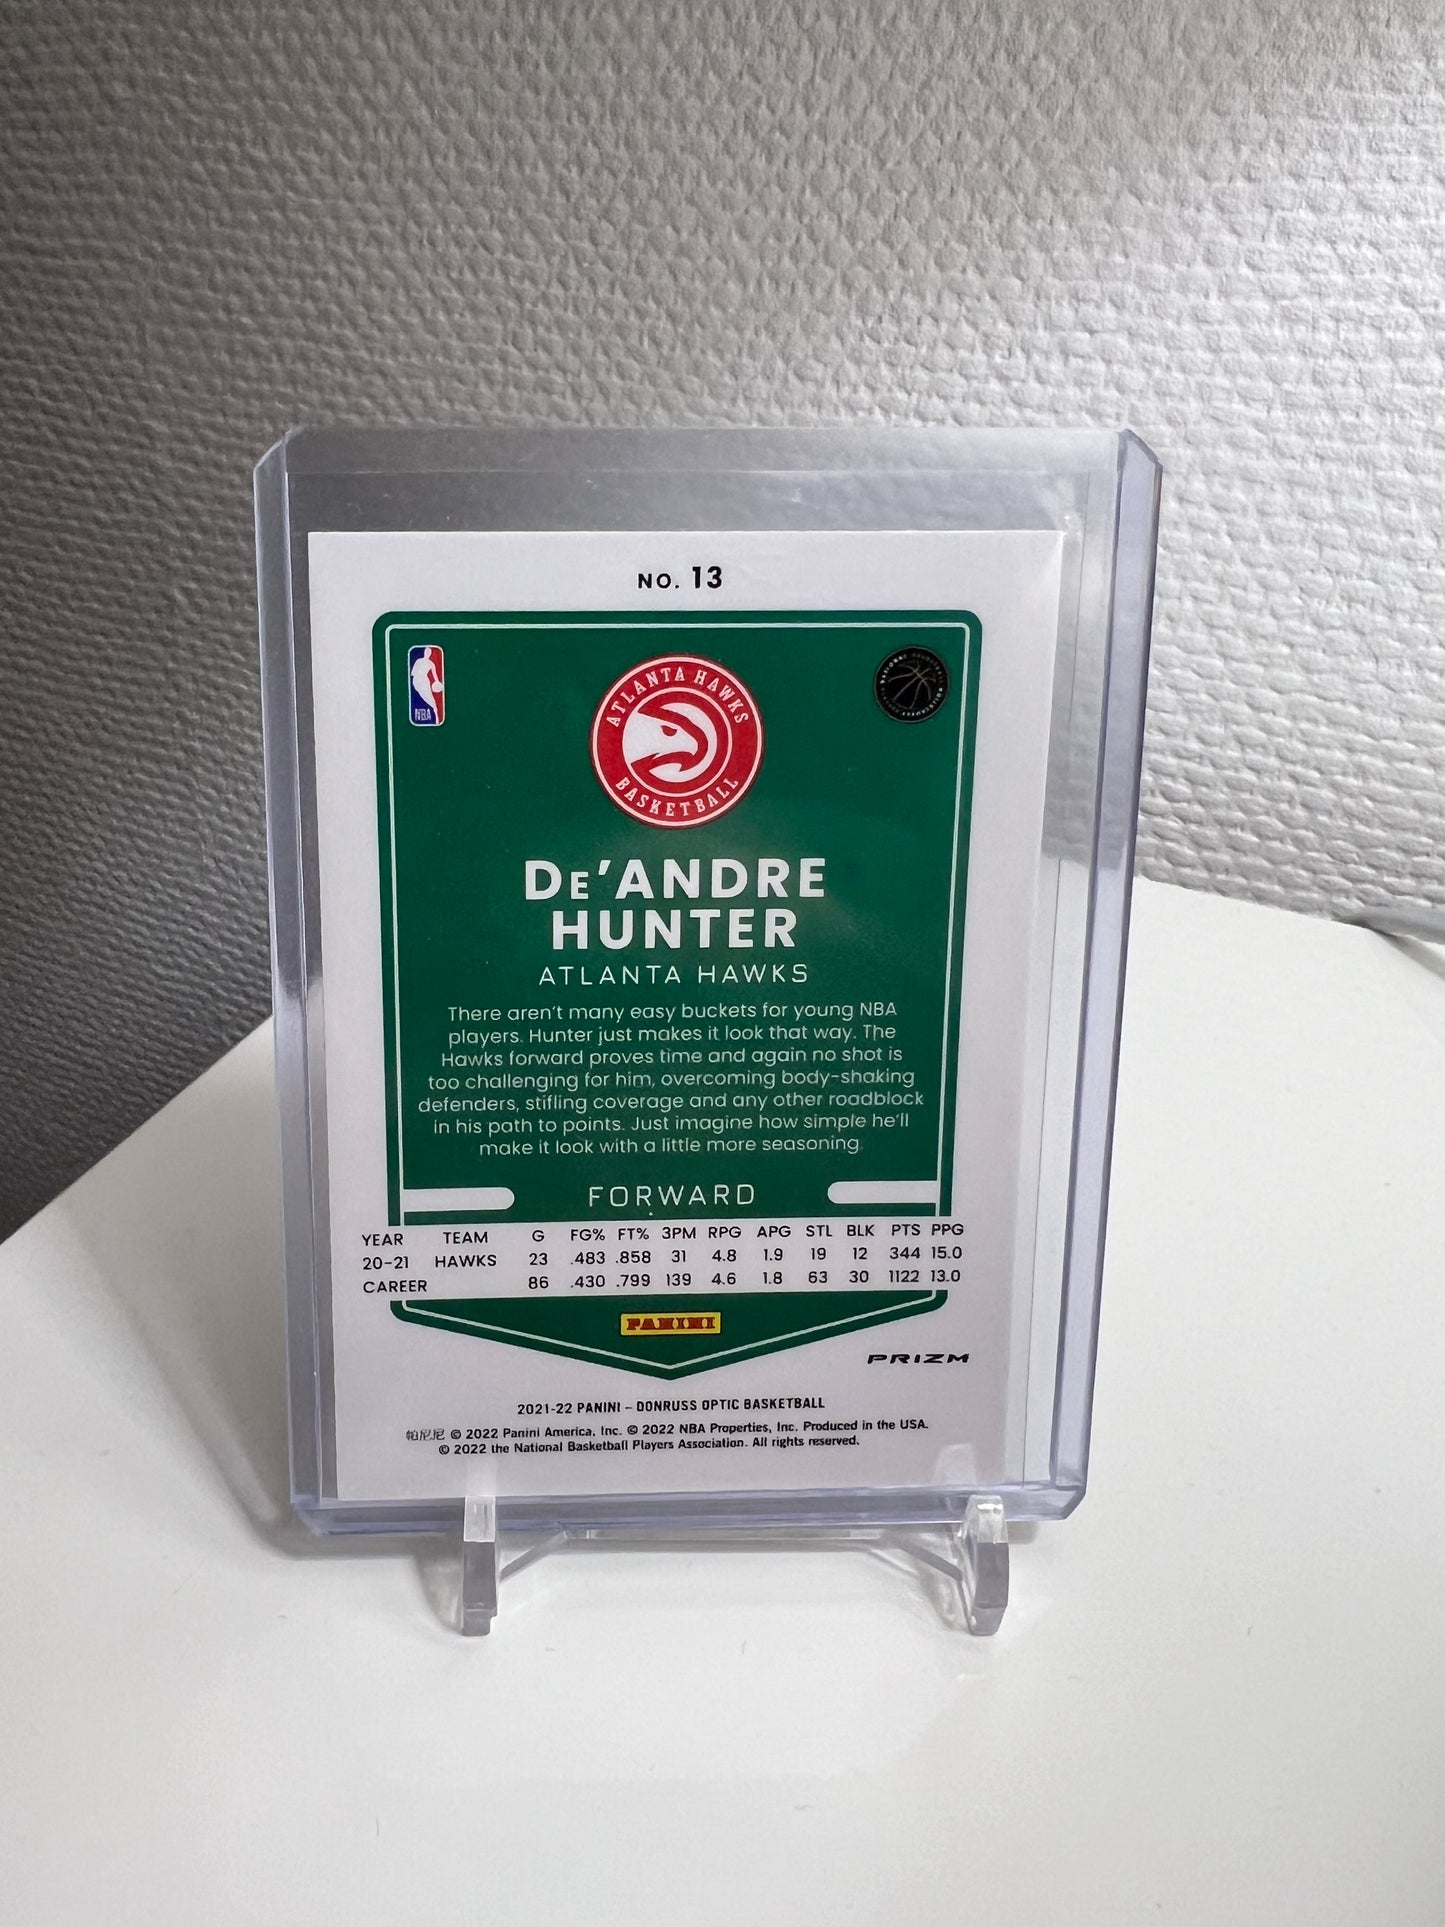 NO. 13
NBA
ATLANTA HAWKS
BASKETBALL
DE'ANDRE
HUNTER
ATLANTA HAWKS
There aren't many easy buckets for young NBA
players. Hunter just makes it look that way. The
Hawks forward proves time and again no shot is
too challenging for him, overcoming body-shaking
defenders, stifling coverage and any other roadblock
in his path to points. Just imagine how simple he'll
make it look with a little more seasoning.
FORWARD
YEAR TEAM G FG% FT% 3PM RPG APG STL BLK PTS PPG
20-21 HAWKS 23 .483 .858 31 4.8 1.9 19 12 344 15.0
CAREER 86 .430 .799 139 4.6 1.8 63 30 1122 13.0
PANINI
PRIZM
2021-22 PANINI – DONRUSS OPTIC BASKETBALL
帕尼尼 © 2022 Panini America, Inc. © 2022 NBA Properties, Inc. Produced in the USA.
© 2022 the National Basketball Players Association. All rights reserved.